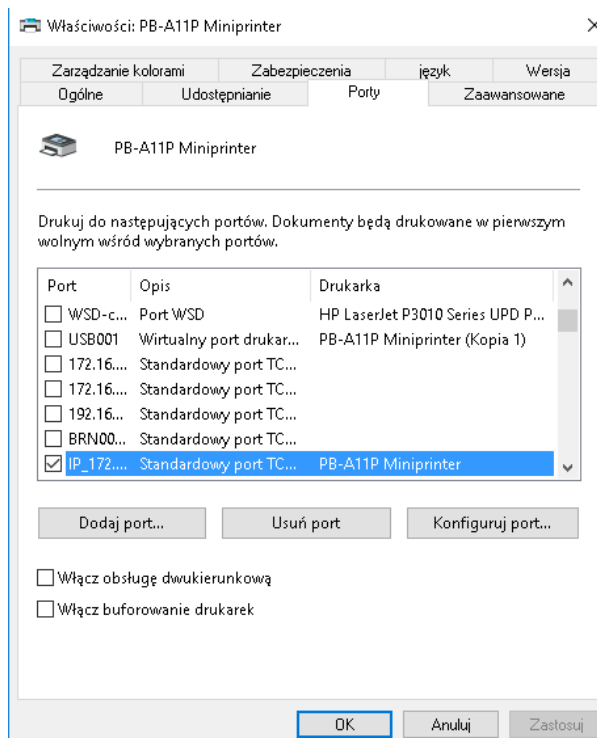 Właściwości: PB-A11P Miniprinter
Zarządzanie kolorami Zabezpieczenia język Wersja
Ogólne Udostępnianie Porty Zaawansowane
PB-A11P Miniprinter
Drukuj do następujących portów. Dokumenty będą drukowane w pierwszym
wolnym wśród wybranych portów.
Port Opis Drukarka
WSD-c... Port WSD HP LaserJet P3010 Series UPD P...
USB001 Wirtualny port drukar... PB-A11P Miniprinter (Kopia 1)
172.16.... Standardowy port TC...
172.16.... Standardowy port TC...
192.16... Standardowy port TC...
BRN00... Standardowy port TC...
IP_172.... Standardowy port TC... PB-A11P Miniprinter
Dodaj port... Usuń port Konfiguruj port...
Włącz obsługę dwukierunkową
Włącz buforowanie drukarek
OK Anuluj Zastosuj